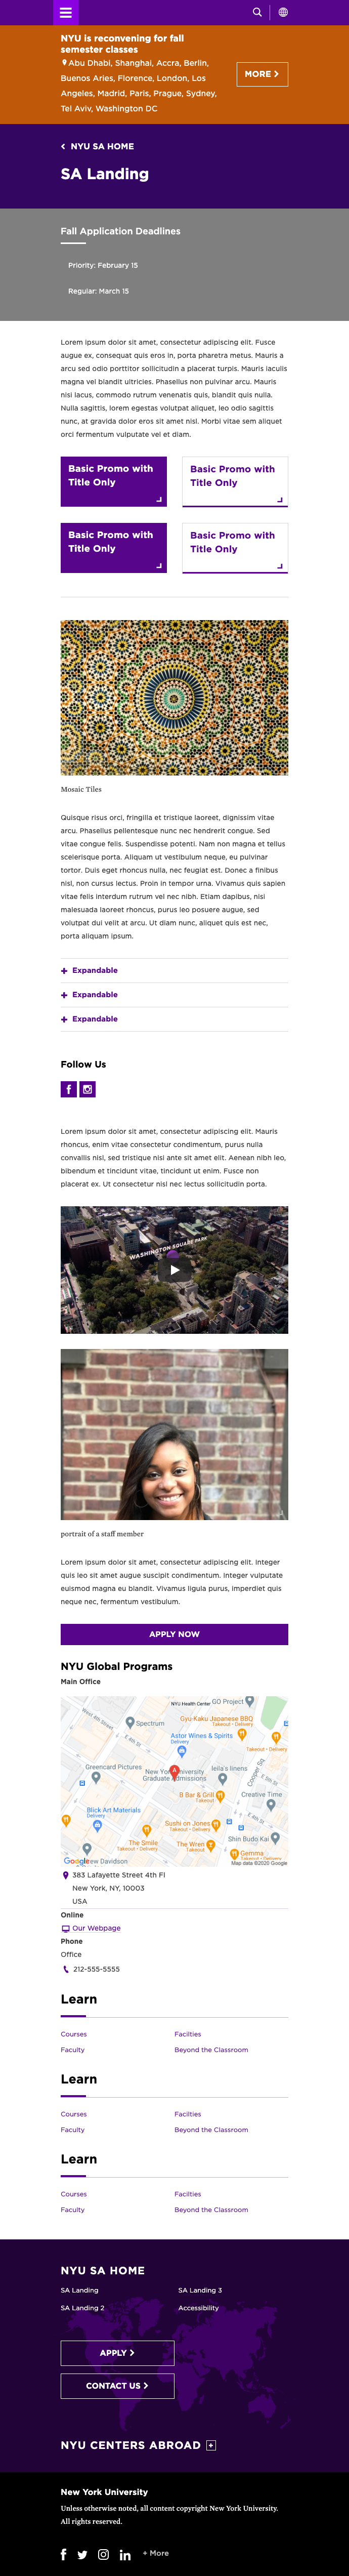 NYU is reconvening for fall
semester classes
Abu Dhabi, Shanghai, Accra, Berlin,
Buenos Aries, Florence, London, Los
Angeles, Madrid, Paris, Prague, Sydney,
Tel Aviv, Washington DC
MORE
NYU SA HOME
SA Landing
Fall Application Deadlines
Priority: February 15
Regular: March 15
Lorem ipsum dolor sit amet, consectetur adipiscing elit. Fusce
augue ex, consequat quis eros in, porta pharetra metus. Mauris a
arcu sed odio porttitor sollicitudin a placerat turpis. Mauris iaculis
magna vel blandit ultricies. Phasellus non pulvinar arcu. Mauris
nisi lacus, commodo rutrum venenatis quis, blandit quis nulla.
Nulla sagittis, lorem egestas volutpat aliquet, leo odio sagittis
nunc, at gravida dolor eros sit amet nisl. Morbi vitae sem aliquet
orci fermentum vulputate vel et diam.
Basic Promo with
Title Only
Basic Promo with
Title Only
Basic Promo with
Title Only
Basic Promo with
Title Only
Mosaic Tiles
Quisque risus orci, fringilla et tristique laoreet, dignissim vitae
arcu. Phasellus pellentesque nunc nec hendrerit congue. Sed
vitae congue felis. Suspendisse potenti. Nam non magna et tellus
scelerisque porta. Aliquam ut vestibulum neque, eu pulvinar
tortor. Duis eget rhoncus nulla, nec feugiat est. Donec a finibus
nisl, non cursus lectus. Proin in tempor urna. Vivamus quis sapien
vitae felis interdum rutrum vel nec nibh. Etiam dapibus, nisi
malesuada laoreet rhoncus, purus leo posuere augue, sed
volutpat dui velit at arcu. Ut diam nunc, aliquet quis est nec,
porta aliquam ipsum.
Expandable
Expandable
Expandable
Follow Us
Lorem ipsum dolor sit amet, consectetur adipiscing elit. Mauris
rhoncus, enim vitae consectetur condimentum, purus nulla
convallis nisl, sed tristique nisi ante sit amet elit. Aenean nibh leo,
bibendum et tincidunt vitae, tincidunt ut enim. Fusce non
placerat ex. Ut consectetur nisl nec lectus sollicitudin porta.
WASHINGTON SQUARE PARK
portrait of a staff member
Lorem ipsum dolor sit amet, consectetur adipiscing elit. Integer
quis leo sit amet augue suscipit condimentum. Integer vulputate
euismod magna eu blandit. Vivamus ligula purus, imperdiet quis
neque nec, fermentum vestibulum.
APPLY NOW
NYU Global Programs
Main Office
NYU Health Center
GO Project
West 4th Street
Spectrum
Gyu-Kaku Japanese BBQ
Takeout • Delivery
Astor Wines & Spirits
Delivery
Takeout • Delivery
Greencard Pictures
New York University
Graduate Admissions
leila's linens
Cooper Sq
B Bar & Grill
Takeout
Creative Time
Blick Art Materials
Delivery
Sushi on Jones
Takeout • Delivery
The Smile
Takeout • Delivery
The Wren
Takeout
Shin Budo Kai
Gemma
Takeout • Delivery
Google
Map data ©2020 Google
383 Lafayette Street 4th Fl
New York, NY, 10003
USA
Online
Our Webpage
Phone
Office
212-555-5555
Learn
Courses
Facilties
Faculty
Beyond the Classroom
Learn
Courses
Facilties
Faculty
Beyond the Classroom
Learn
Courses
Facilties
Faculty
Beyond the Classroom
NYU SA HOME
SA Landing
SA Landing 3
SA Landing 2
Accessibility
APPLY
CONTACT US
NYU CENTERS ABROAD
New York University
Unless otherwise noted, all content copyright New York University.
All rights reserved.
+ More